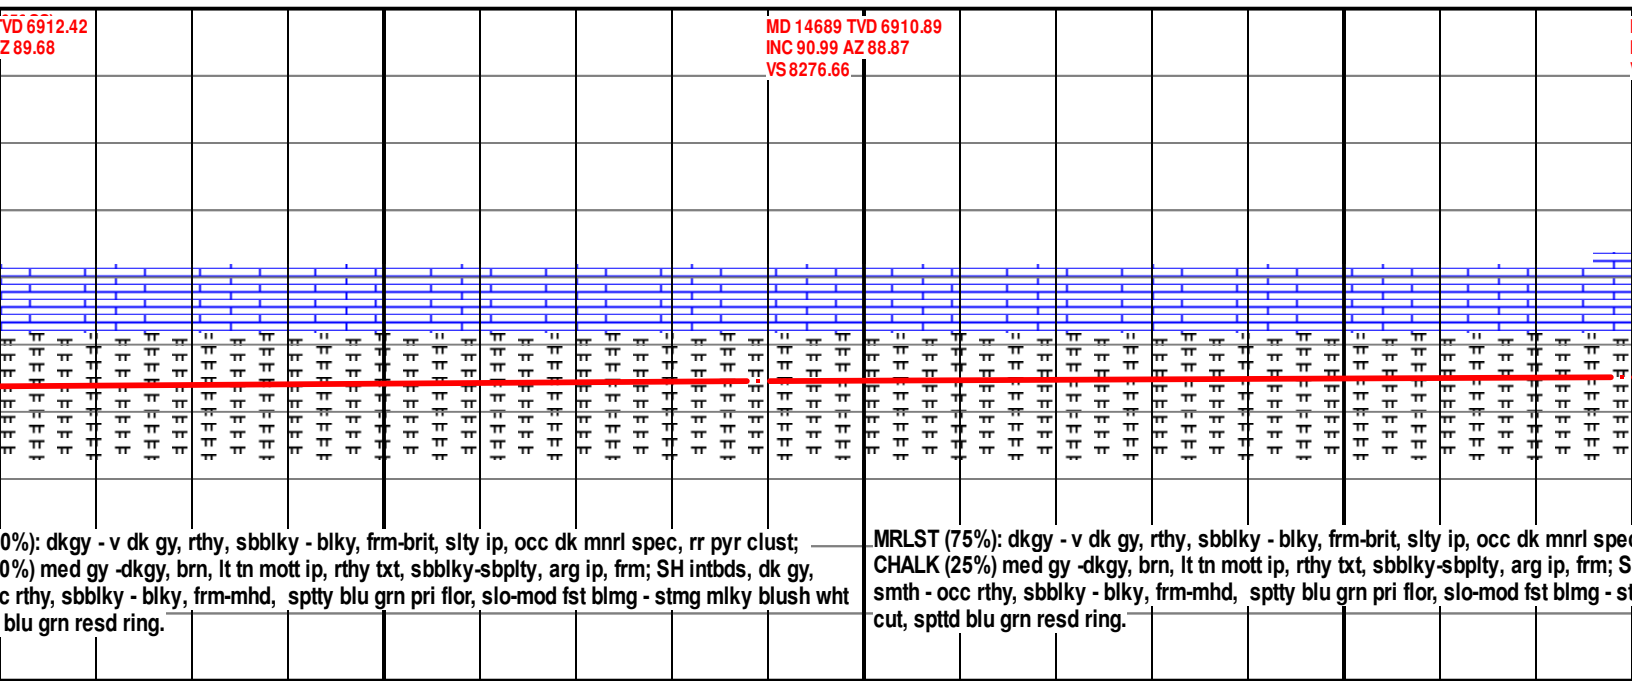 TVD 6912.42
Z 89.68
MD 14689 TVD 6910.89
INC 90.99 AZ 88.87
VS 8276.66
0%): dkgy - v dk gy, rthy, sbblky - blky, frm-brit, slty ip, occ dk mnrl spec, rr pyr clust;
0%) med gy -dkgy, brn, lt tn mott ip, rthy txt, sbblky-sbplty, arg ip, frm; SH intbds, dk gy,
c rthy, sbblky - blky, frm-mhd, sptty blu grn pri flor, slo-mod fst blmg - stmg mlky blush wht
blu grn resd ring.
MRLST (75%): dkgy - v dk gy, rthy, sbblky - blky, frm-brit, slty ip, occ dk mnrl spec
CHALK (25%) med gy -dkgy, brn, lt tn mott ip, rthy txt, sbblky-sbplty, arg ip, frm; S
smth - occ rthy, sbblky - blky, frm-mhd, sptty blu grn pri flor, slo-mod fst blmg - st
cut, spttd blu grn resd ring.